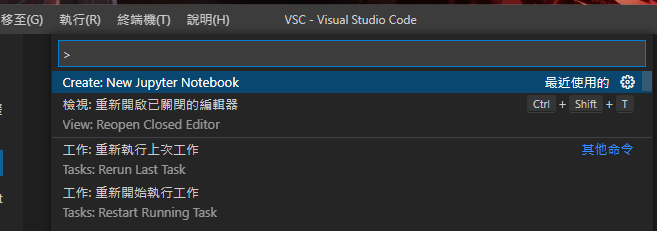 移至(G) 執行(R) 終端機(T) 說明(H) VSC - Visual Studio Code
>
Create: New Jupyter Notebook 最近使用的
檢視: 重新開啟已關閉的編輯器 Ctrl + Shift + T
View: Reopen Closed Editor
工作: 重新執行上次工作 其他命令
Tasks: Rerun Last Task
工作: 重新開始執行工作
Tasks: Restart Running Task